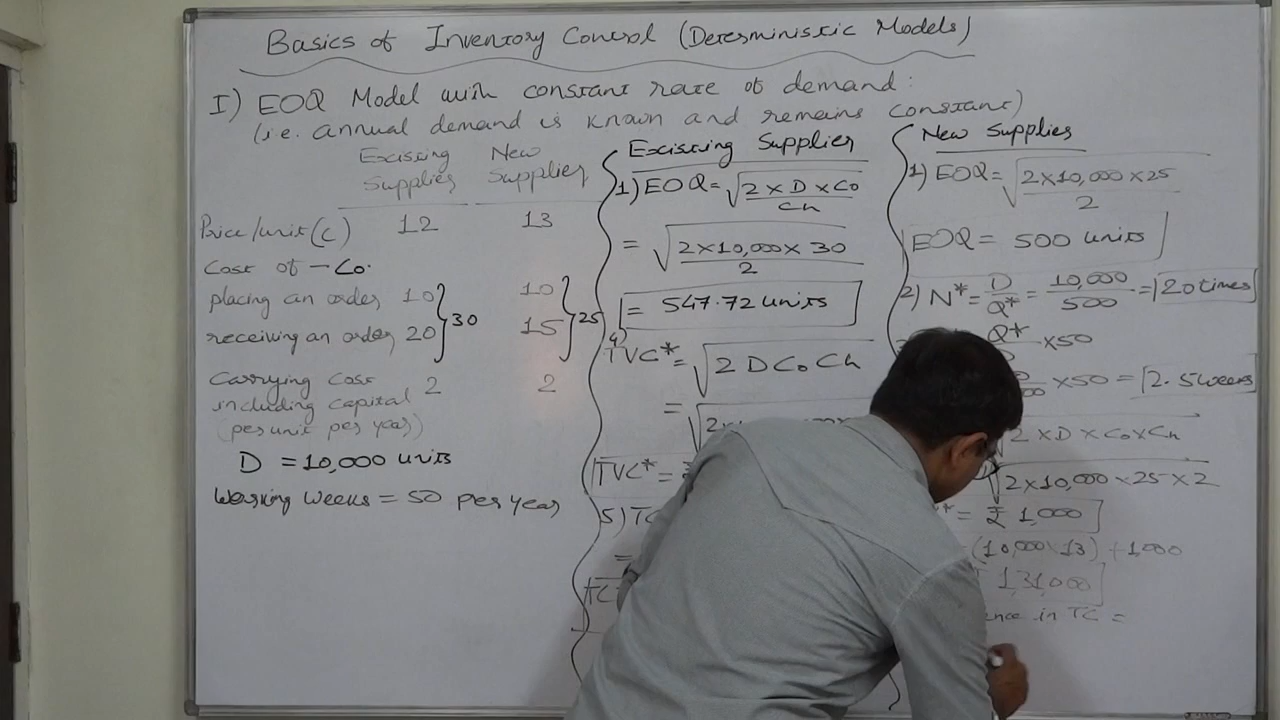 Basics of Inventory Control (Deterministic Models)
I) EOQ Model with constant rate of demand:
(i.e. annual demand is known and remains constant)
Excisting Supplier New Supplier
Price/unit (C) 12 13
Cost of - Co.
placing an order 10 } 30 10 } 25
receiving an order 20 15
Carrying Cost including capital 2 2
(per unit per year)
D = 10,000 units
Working Weeks = 50 per year
Excisting Supplier
1) EOQ = √2 × D × Co / Ch
= √2×10,000× 30 / 2
= 547.72 units
4) TVC* = √2 D Co Ch
= √2×
TVC* =
5) TC
=
TC
New Supplier
1) EOQ = √2×10,000×25 / 2
EOQ = 500 units
2) N* = D/Q* = 10,000/500 = 20 times
Q* ×50
×50 = 2.5 weeks
√2 × D × Co × Ch
√2×10,000×25×2
* = ₹ 1,000
(10,000×13) + 1,000
1,31,000
ence in TC =